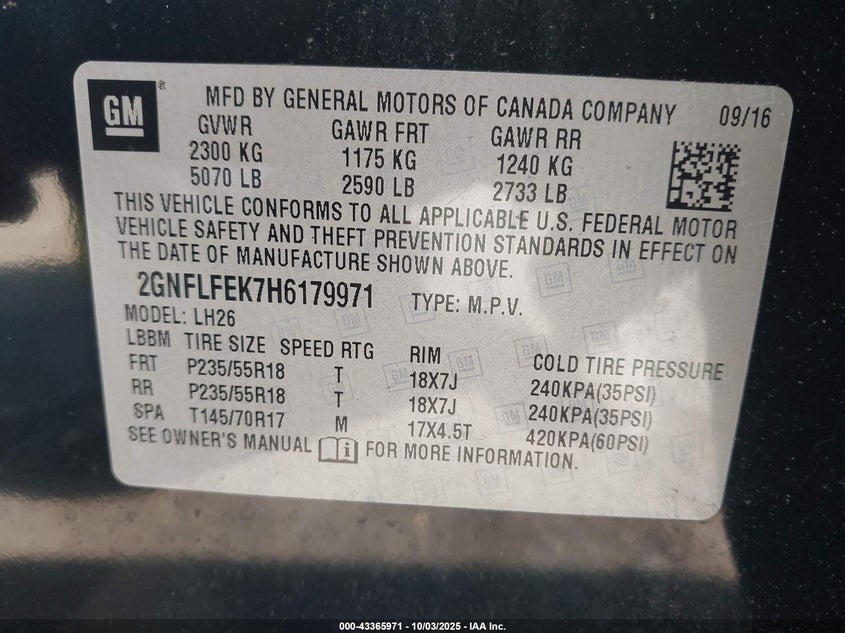 GM ®
MFD BY GENERAL MOTORS OF CANADA COMPANY 09/16
GVWR GAWR FRT GAWR RR
2300 KG 1175 KG 1240 KG
5070 LB 2590 LB 2733 LB
THIS VEHICLE CONFORMS TO ALL APPLICABLE U.S. FEDERAL MOTOR
VEHICLE SAFETY AND THEFT PREVENTION STANDARDS IN EFFECT ON
THE DATE OF MANUFACTURE SHOWN ABOVE.
2GNFLFEK7H6179971 TYPE: M.P.V.
MODEL: LH26
LBBM TIRE SIZE SPEED RTG RIM COLD TIRE PRESSURE
FRT P235/55R18 T 18X7J 240KPA(35PSI)
RR P235/55R18 T 18X7J 240KPA(35PSI)
SPA T145/70R17 M 17X4.5T 420KPA(60PSI)
SEE OWNER'S MANUAL i FOR MORE INFORMATION.
000-43365971 - 10/03/2025 - IAA Inc.